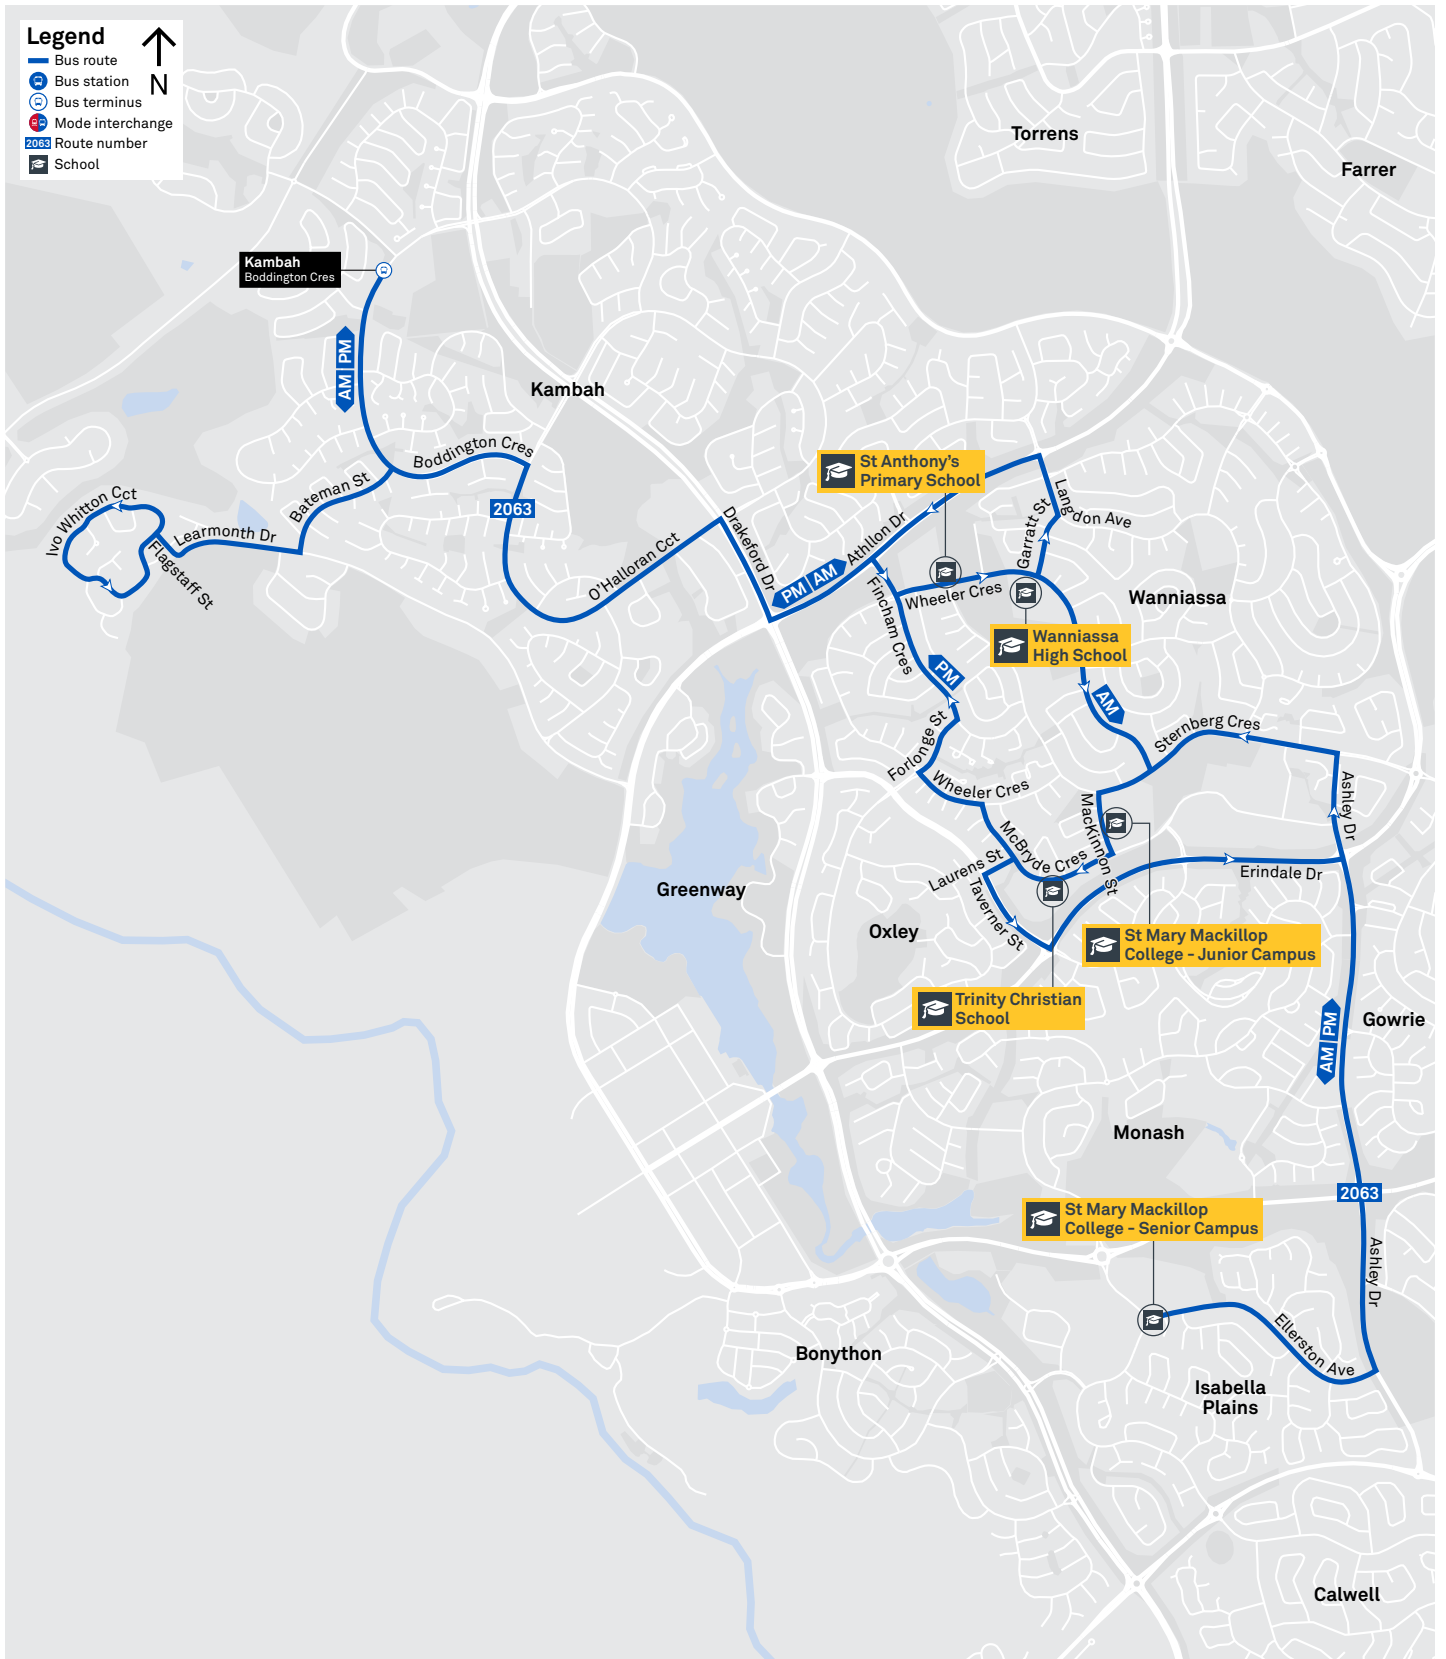 Legend
N
Bus route
Bus station
Bus terminus
Mode interchange
2063 Route number
School
Torrens
Farrer
Kambah
Boddington Cres
AM PM
Kambah
Boddington Cres
Bateman St
2063
Ivo Whitton Cct
Learmonth Dr
Flagstaff St
O'Halloran Cct
Drakeford Dr
PM AM
Athllon Dr
St Anthony's
Primary School
Langdon Ave
Garratt St
Fincham Cres
Wheeler Cres
Wanniassa
Wanniassa
High School
PM
AM
Forlonge St
Wheeler Cres
Sternberg Cres
MacKinnon St
Ashley Dr
McBryde Cres
Laurens St
Taverner St
Erindale Dr
Greenway
Oxley
St Mary Mackillop
College - Junior Campus
Trinity Christian
School
AM PM
Gowrie
Monash
2063
St Mary Mackillop
College - Senior Campus
Ashley Dr
Ellerston Ave
Bonython
Isabella
Plains
Calwell